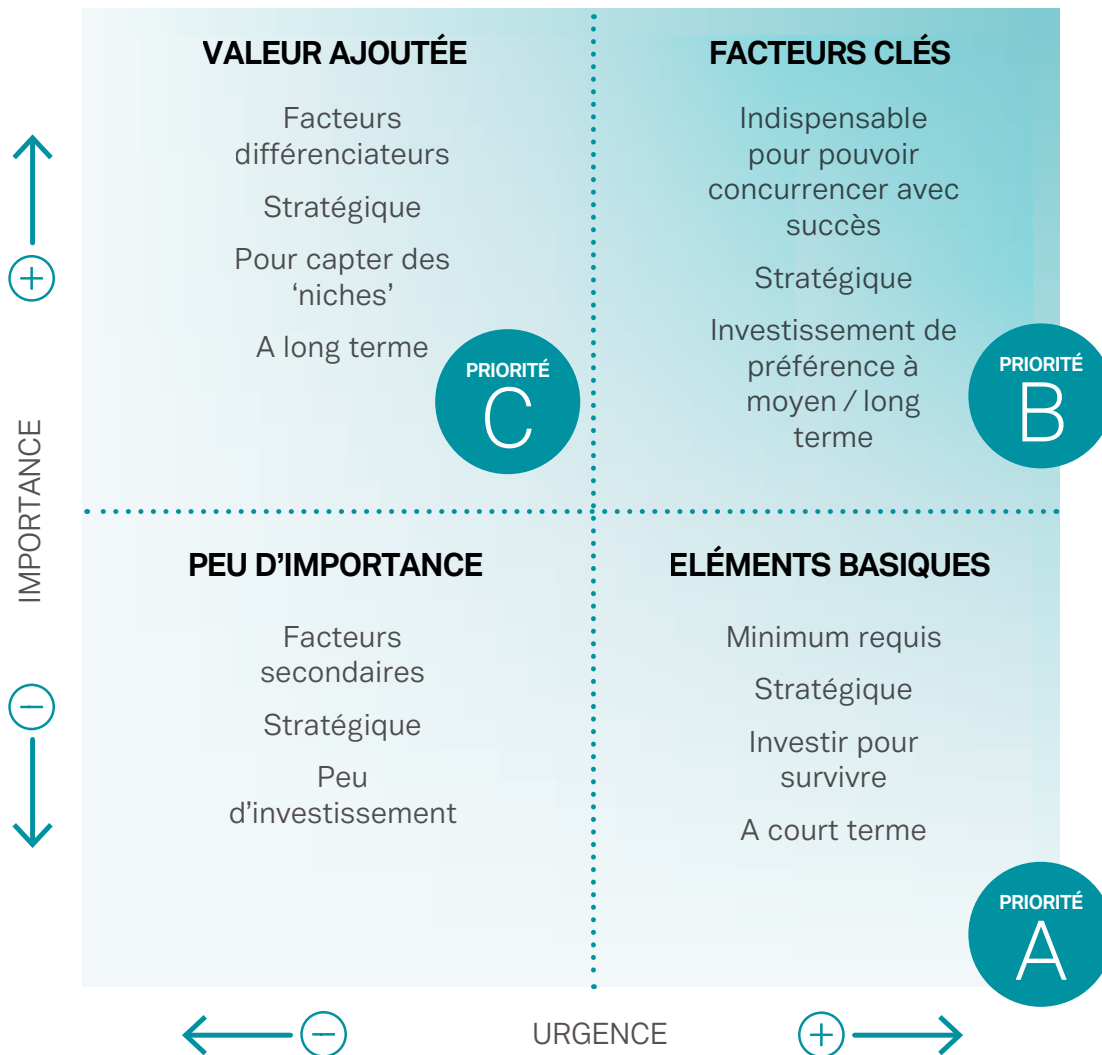 VALEUR AJOUTÉE
Facteurs
différenciateurs
Stratégique
Pour capter des
‘niches’
A long terme
PRIORITÉ
C
FACTEURS CLÉS
Indispensable
pour pouvoir
concurrencer avec
succès
Stratégique
Investissement de
préférence à
moyen / long
terme
PRIORITÉ
B
IMPORTANCE
PEU D’IMPORTANCE
Facteurs
secondaires
Stratégique
Peu
d’investissement
ELÉMENTS BASIQUES
Minimum requis
Stratégique
Investir pour
survivre
A court terme
PRIORITÉ
A
URGENCE